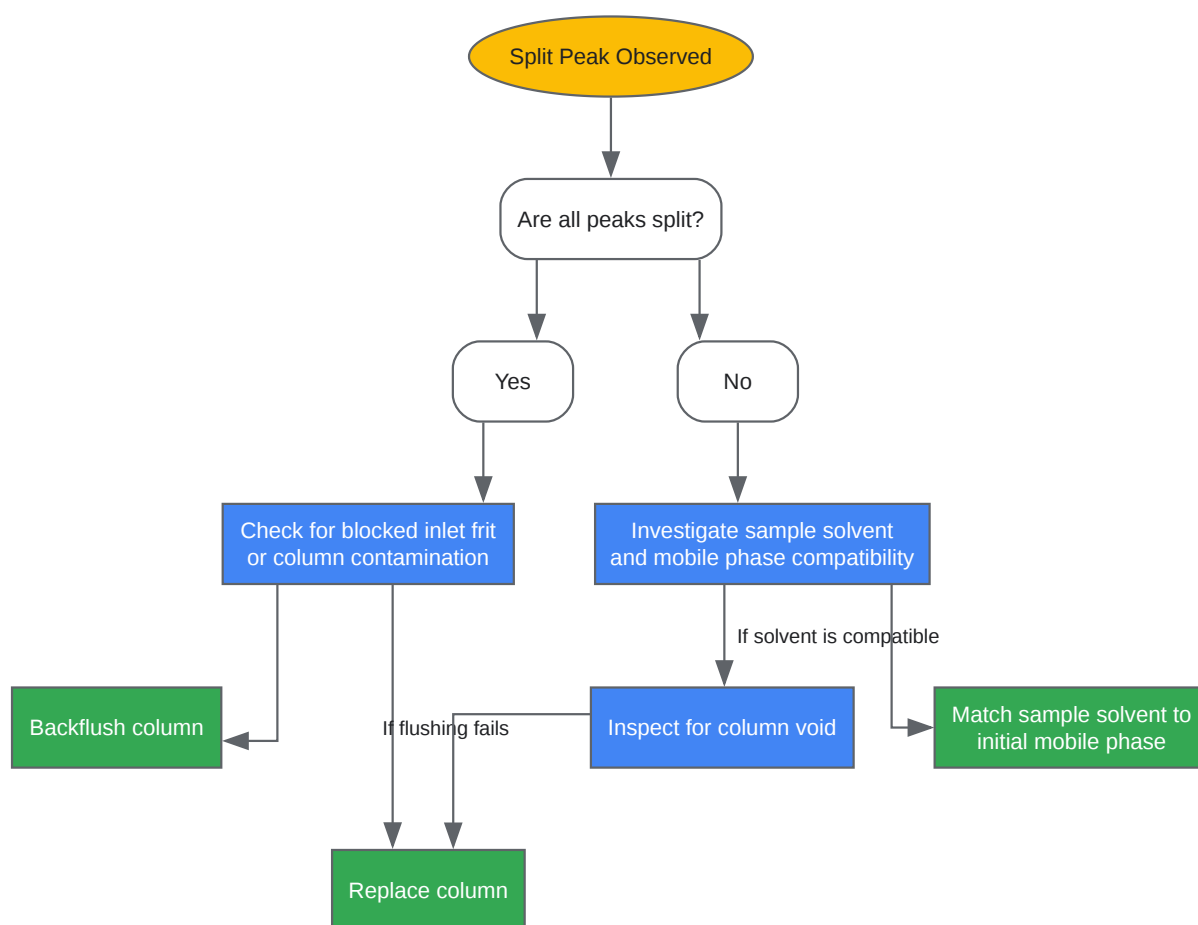 Split Peak Observed
Are all peaks split?
Yes
No
Check for blocked inlet frit
or column contamination
Investigate sample solvent
and mobile phase compatibility
If solvent is compatible
Backflush column
If flushing fails
Inspect for column void
Match sample solvent to
initial mobile phase
Replace column